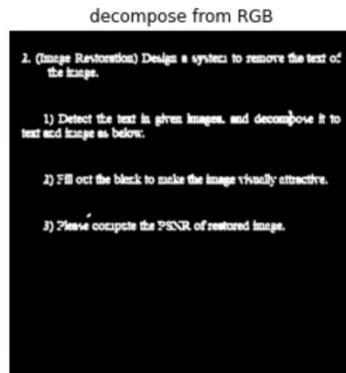 decompose from RGB
2. (Image Restoration) Design a system to remove the text of
the image.
1) Detect the text in given images, and decompose it to
text and image as below.
2) Fill out the blank to make the image visually attractive.
3) Please compute the PSNR of restored image.